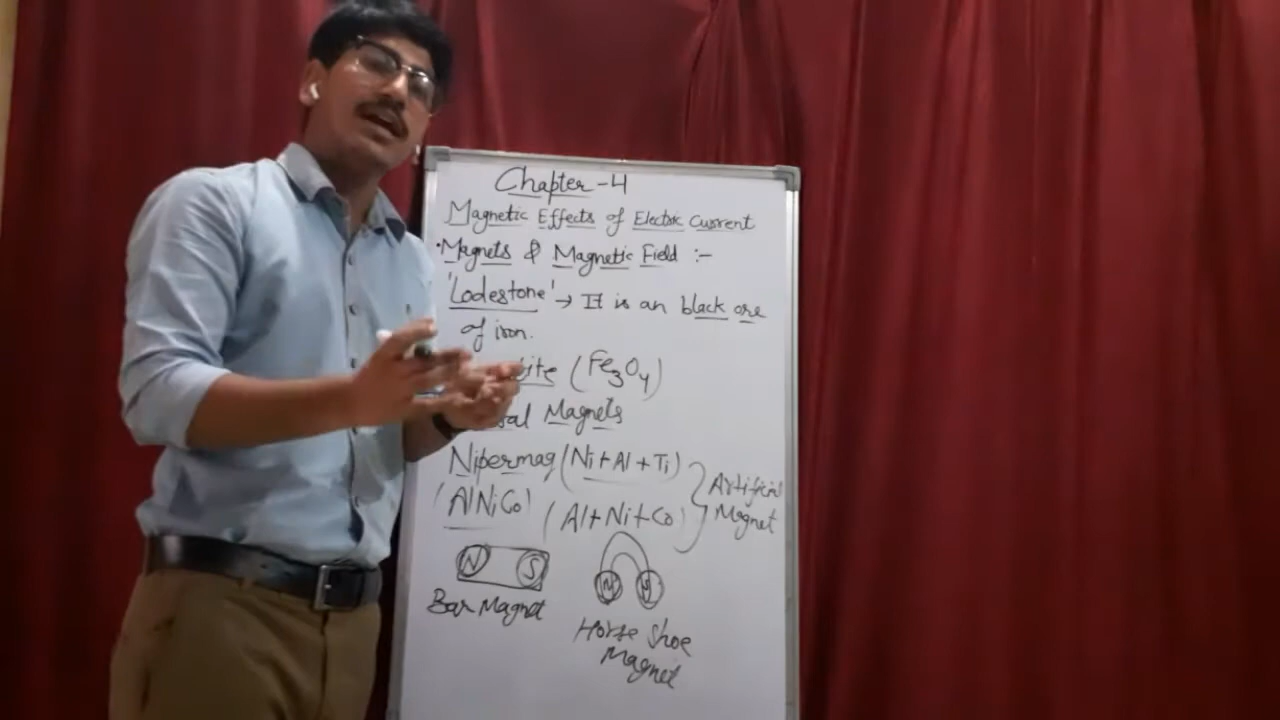 Chapter-4
Magnetic Effects of Electric Current
• Magnets & Magnetic Field :-
'Lodestone' → It is an black ore
of iron.
(Fe3O4)
Magnets
Nipermag (Ni+Al+Ti)
'AlNiCo' (Al+Ni+Co)
Artificial
Magnet
N S
N S
Bar Magnet
Horse Shoe
Magnet